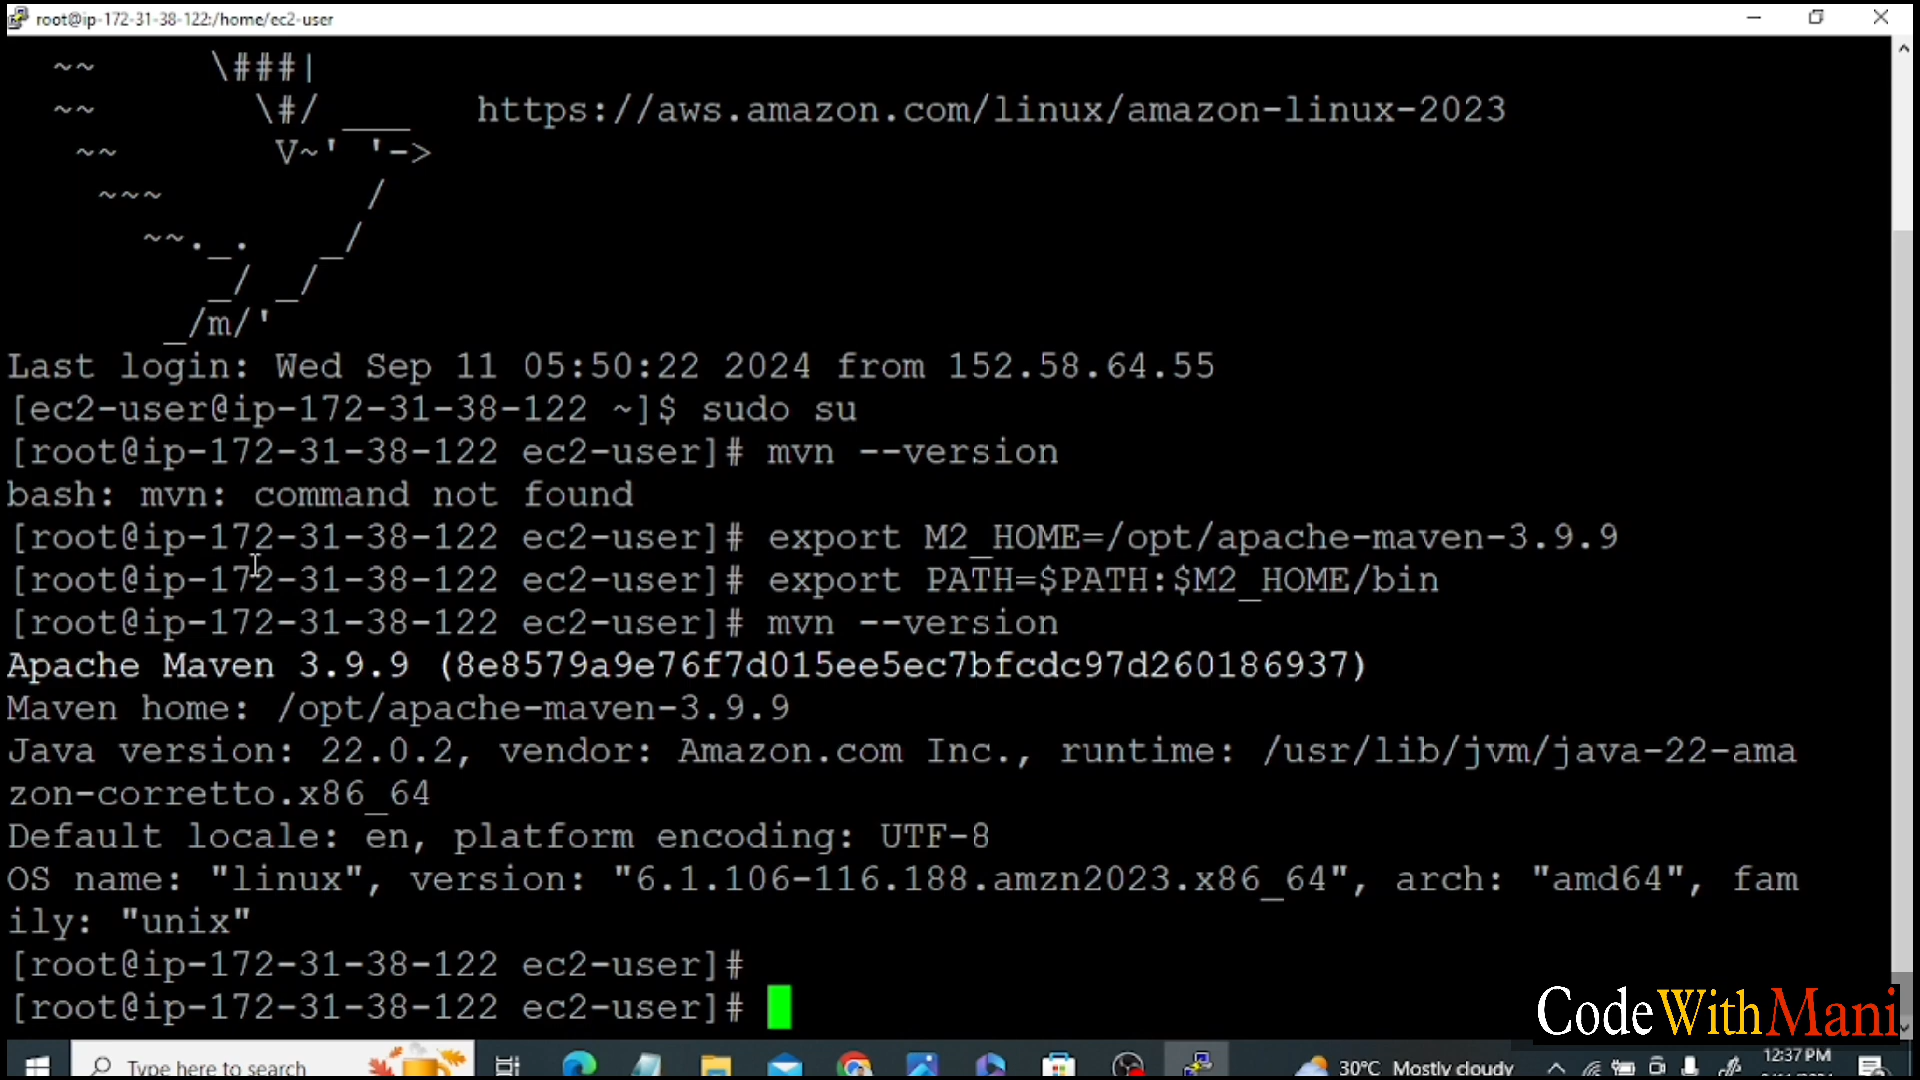 root@ip-172-31-38-122:/home/ec2-user
~~       \###|
~~         \#/ ___   https://aws.amazon.com/linux/amazon-linux-2023
~~       V~' '->
~~~         /
~~._.   _/
_/ _/
_/m/'
Last login: Wed Sep 11 05:50:22 2024 from 152.58.64.55
[ec2-user@ip-172-31-38-122 ~]$ sudo su
[root@ip-172-31-38-122 ec2-user]# mvn --version
bash: mvn: command not found
[root@ip-172-31-38-122 ec2-user]# export M2_HOME=/opt/apache-maven-3.9.9
[root@ip-172-31-38-122 ec2-user]# export PATH=$PATH:$M2_HOME/bin
[root@ip-172-31-38-122 ec2-user]# mvn --version
Apache Maven 3.9.9 (8e8579a9e76f7d015ee5ec7bfcdc97d260186937)
Maven home: /opt/apache-maven-3.9.9
Java version: 22.0.2, vendor: Amazon.com Inc., runtime: /usr/lib/jvm/java-22-ama
zon-corretto.x86_64
Default locale: en, platform encoding: UTF-8
OS name: "linux", version: "6.1.106-116.188.amzn2023.x86_64", arch: "amd64", fam
ily: "unix"
[root@ip-172-31-38-122 ec2-user]#
[root@ip-172-31-38-122 ec2-user]#
CodeWithMani
Type here to search
30°C Mostly cloudy
12:37 PM